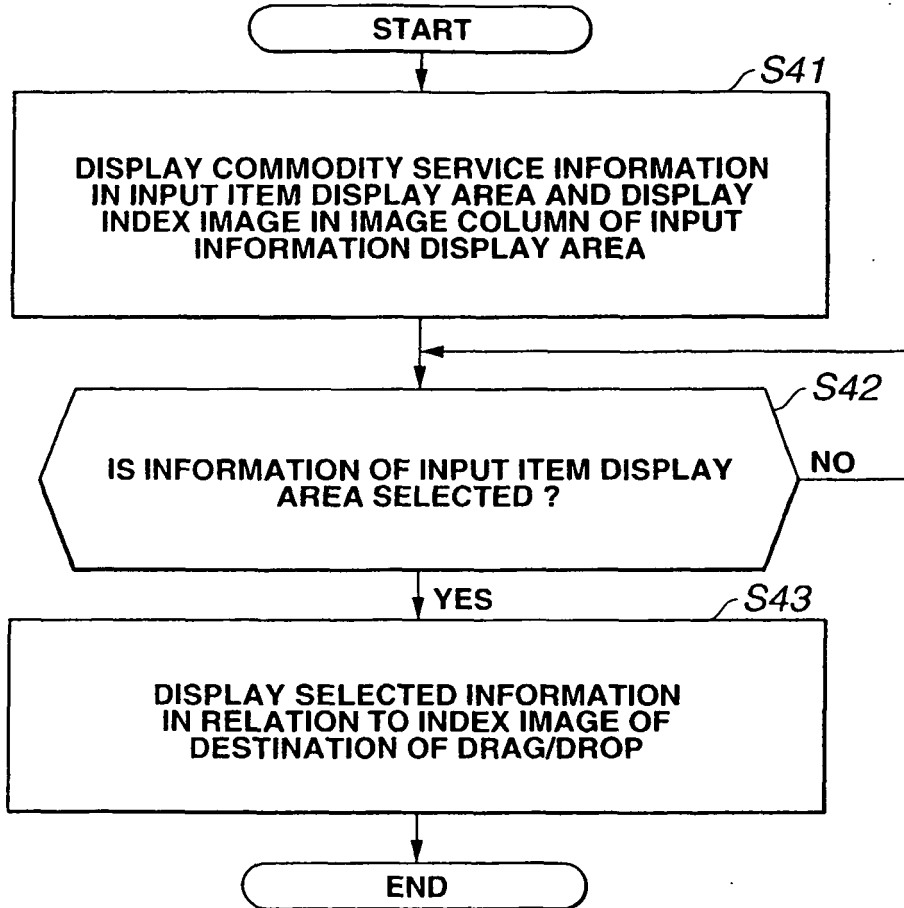 START
S41
DISPLAY COMMODITY SERVICE INFORMATION
IN INPUT ITEM DISPLAY AREA AND DISPLAY
INDEX IMAGE IN IMAGE COLUMN OF INPUT
INFORMATION DISPLAY AREA
S42
IS INFORMATION OF INPUT ITEM DISPLAY
AREA SELECTED ?
NO
YES
S43
DISPLAY SELECTED INFORMATION
IN RELATION TO INDEX IMAGE OF
DESTINATION OF DRAG/DROP
END